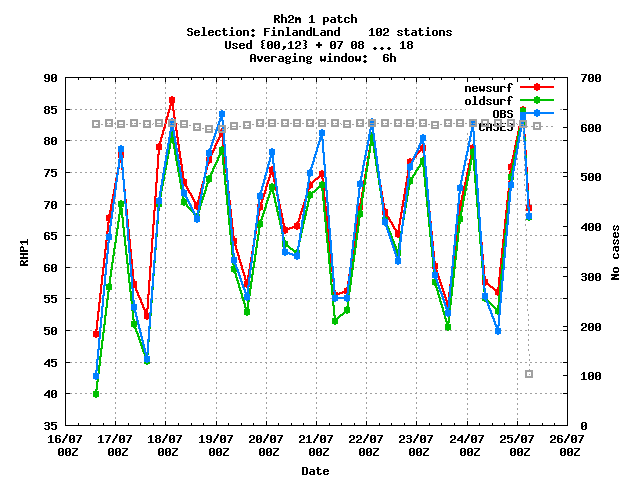 Rh2m 1 patch
Selection: FinlandLand    102 stations
Used {00,12} + 07 08 ... 18
Averaging window:  6h
90 700
newsurf
oldsurf
OBS
CASES
85
80 600
75
70 500
65 400
60 300
55
50 200
45
40 100
35 0
RHP1
No cases
16/07 17/07 18/07 19/07 20/07 21/07 22/07 23/07 24/07 25/07 26/07
00Z 00Z 00Z 00Z 00Z 00Z 00Z 00Z 00Z 00Z 00Z
Date